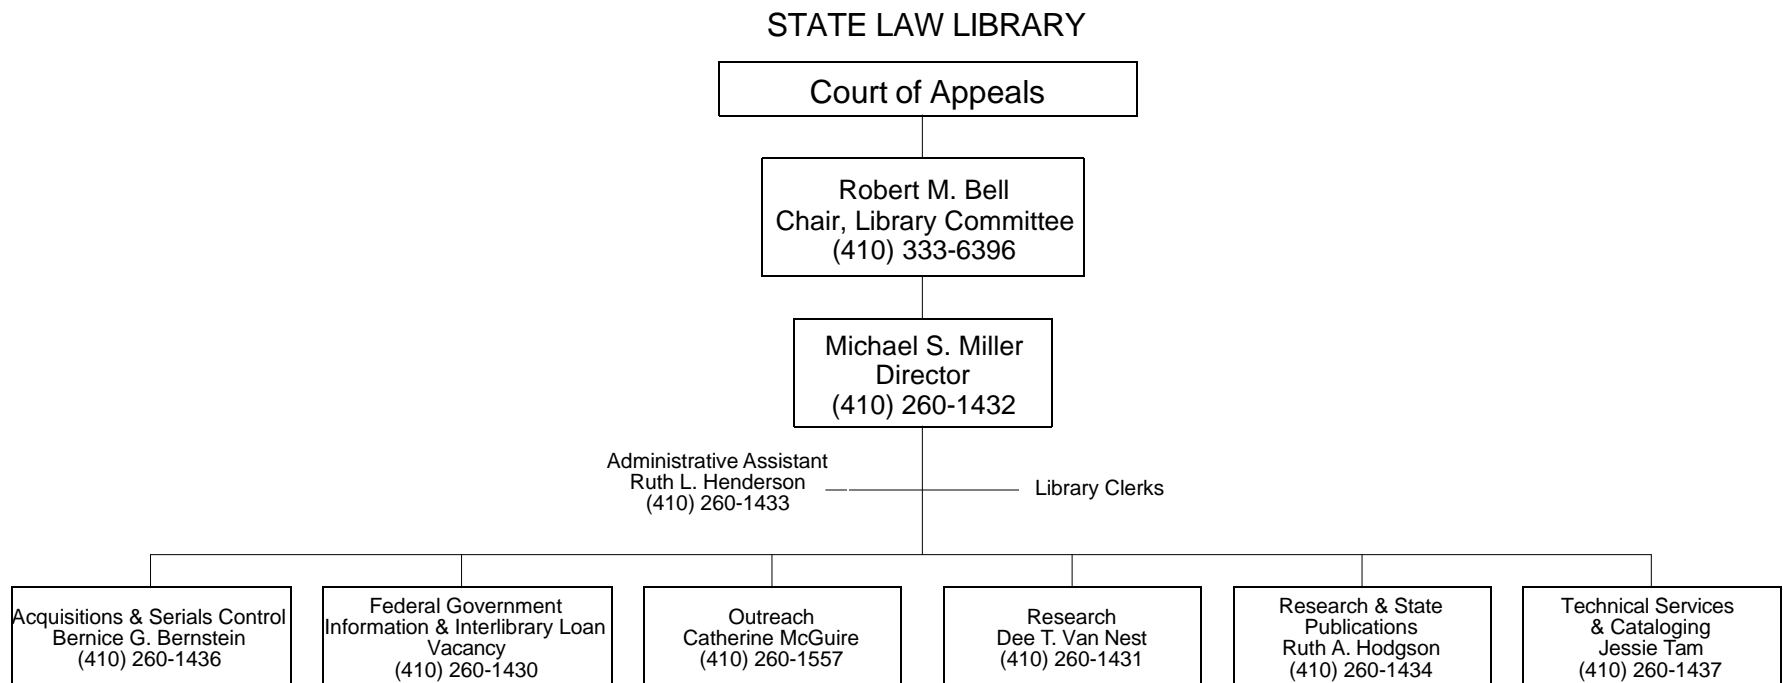 STATE LAW LIBRARY
Court of Appeals
Robert M. Bell
Chair, Library Committee
(410) 333-6396
Michael S. Miller
Director
(410) 260-1432
Administrative Assistant
Ruth L. Henderson
(410) 260-1433
Library Clerks
Acquisitions & Serials Control
Bernice G. Bernstein
(410) 260-1436
Federal Government
Information & Interlibrary Loan
Vacancy
(410) 260-1430
Outreach
Catherine McGuire
(410) 260-1557
Research
Dee T. Van Nest
(410) 260-1431
Research & State
Publications
Ruth A. Hodgson
(410) 260-1434
Technical Services
& Cataloging
Jessie Tam
(410) 260-1437